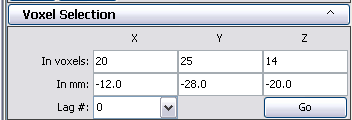 Voxel Selection
X Y Z
In voxels: 20 25 14
In mm: -12.0 -28.0 -20.0
Lag #: 0 Go